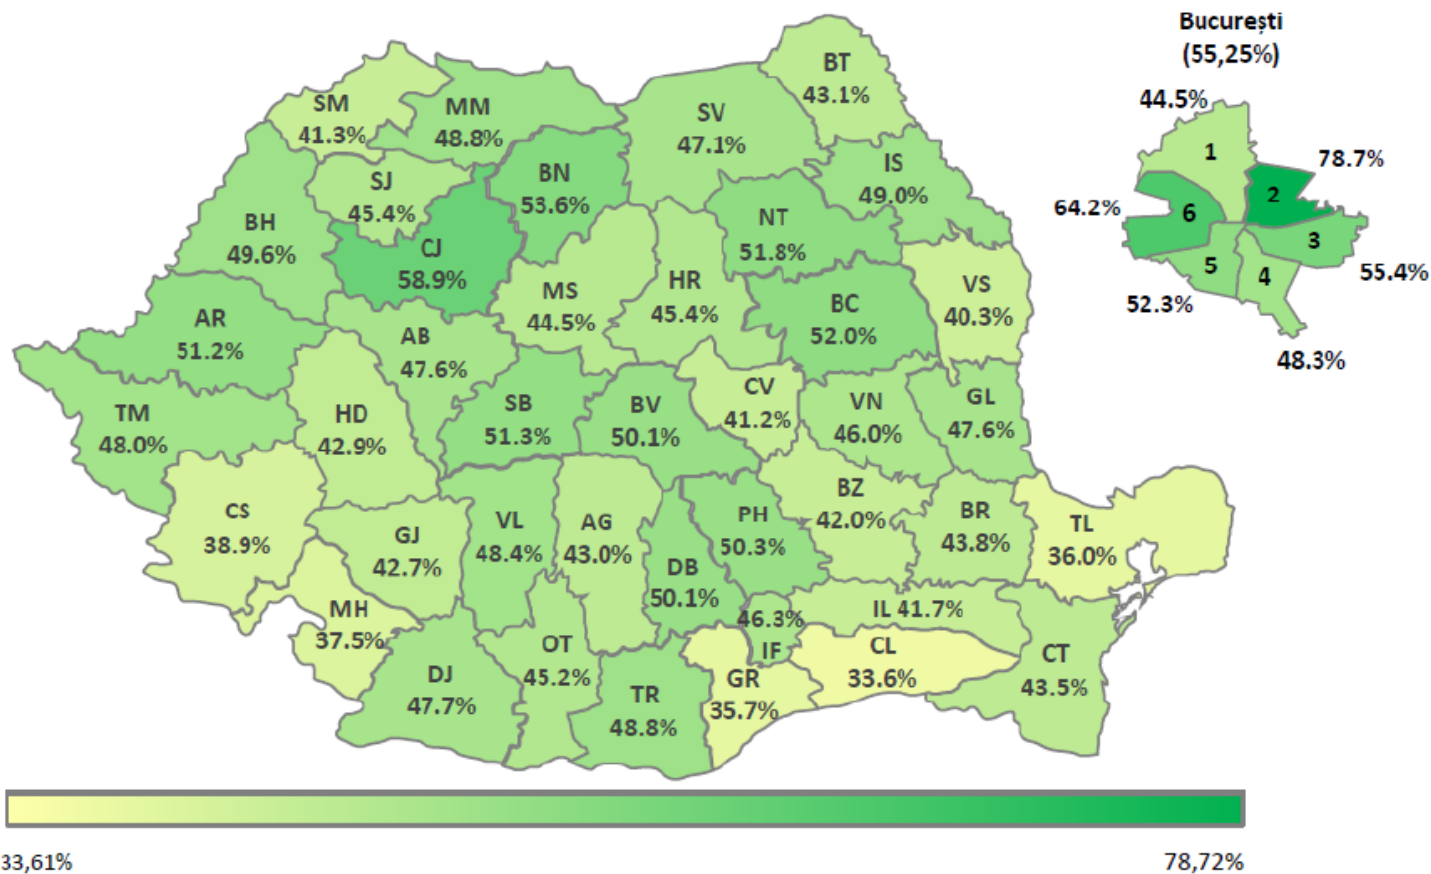 București
(55,25%)
44.5%
1
78.7%
2
64.2%
6
3
55.4%
5
4
52.3%
48.3%
BT
43.1%
SM
41.3%
MM
48.8%
SV
47.1%
IS
49.0%
SJ
45.4%
BN
53.6%
BH
49.6%
CJ
58.9%
NT
51.8%
MS
44.5%
HR
45.4%
BC
52.0%
VS
40.3%
AR
51.2%
AB
47.6%
TM
48.0%
HD
42.9%
SB
51.3%
BV
50.1%
CV
41.2%
VN
46.0%
GL
47.6%
CS
38.9%
GJ
42.7%
VL
48.4%
AG
43.0%
DB
50.1%
PH
50.3%
BZ
42.0%
BR
43.8%
TL
36.0%
MH
37.5%
DJ
47.7%
OT
45.2%
TR
48.8%
GR
35.7%
46.3%
IF
IL 41.7%
CL
33.6%
CT
43.5%
33,61%
78,72%